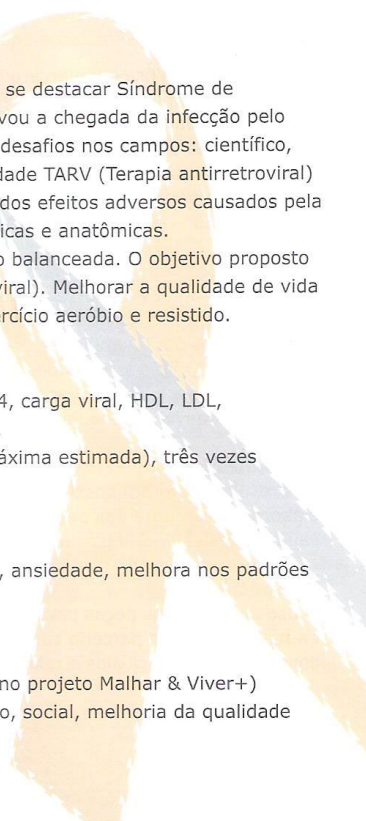 se destacar Síndrome de
vou a chegada da infecção pelo
desafios nos campos: científico,
dade TARV (Terapia antirretroviral)
dos efeitos adversos causados pela
icas e anatômicas.
o balanceada. O objetivo proposto
viral). Melhorar a qualidade de vida
ercício aeróbio e resistido.
4, carga viral, HDL, LDL,
áxima estimada), três vezes
, ansiedade, melhora nos padrões
no projeto Malhar & Viver+)
o, social, melhoria da qualidade